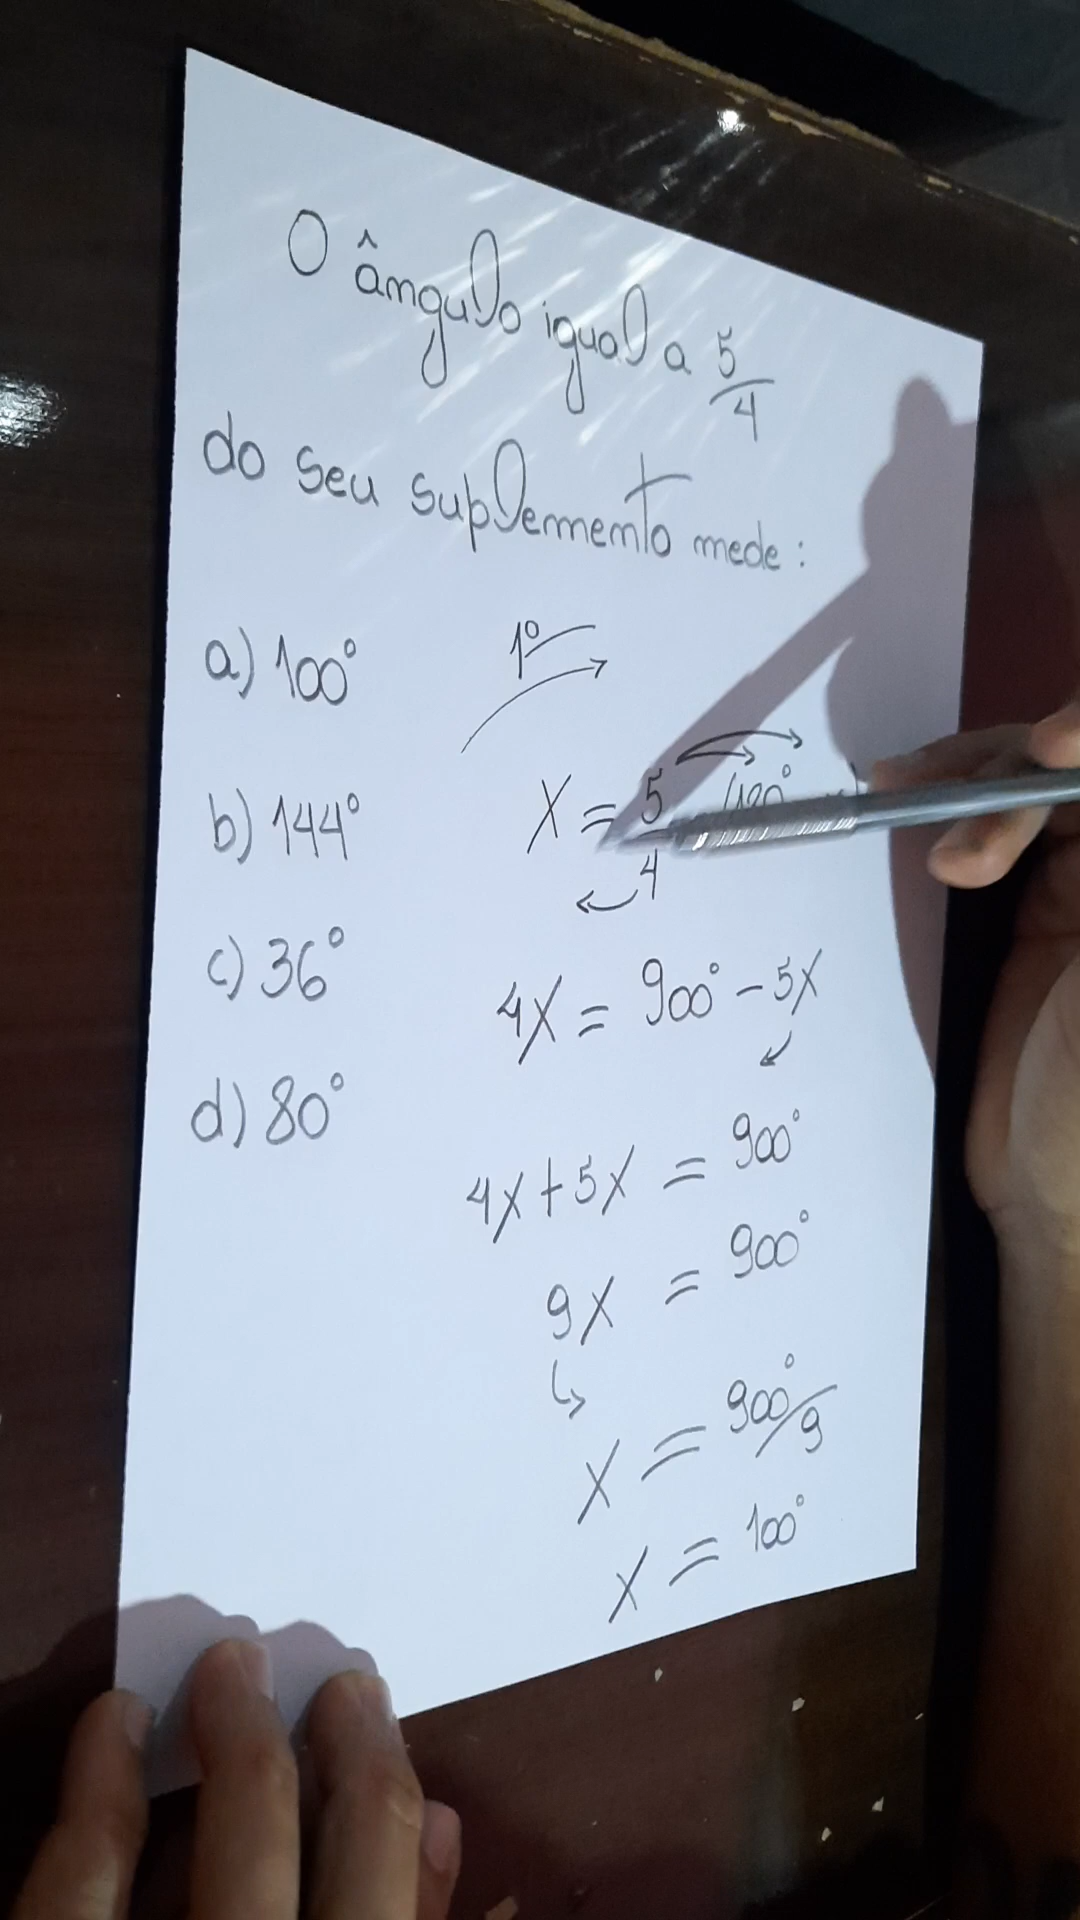 O ângulo igual a 5/4
do seu suplemento mede:
a) 100°
1°
b) 144°
X = 5/4 (180°
c) 36°
4X = 900° - 5X
d) 80°
4X + 5X = 900°
9X = 900°
X = 900°/9
X = 100°